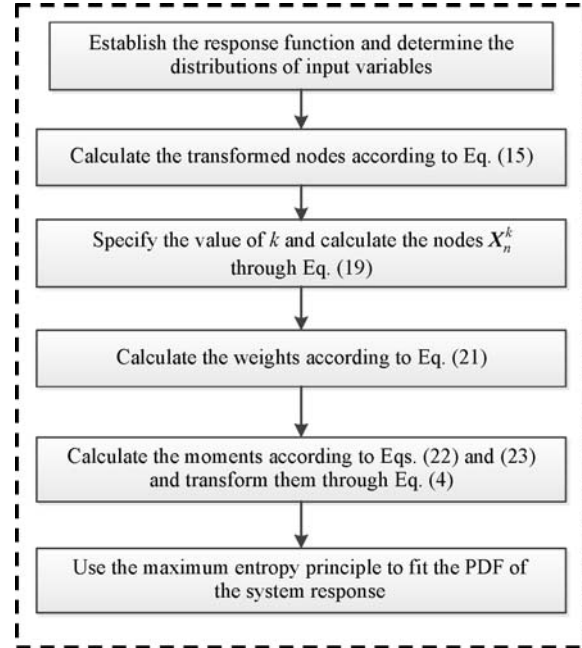 Establish the response function and determine the
distributions of input variables
Calculate the transformed nodes according to Eq. (15)
Specify the value of k and calculate the nodes X_n^k
through Eq. (19)
Calculate the weights according to Eq. (21)
Calculate the moments according to Eqs. (22) and (23)
and transform them through Eq. (4)
Use the maximum entropy principle to fit the PDF of
the system response